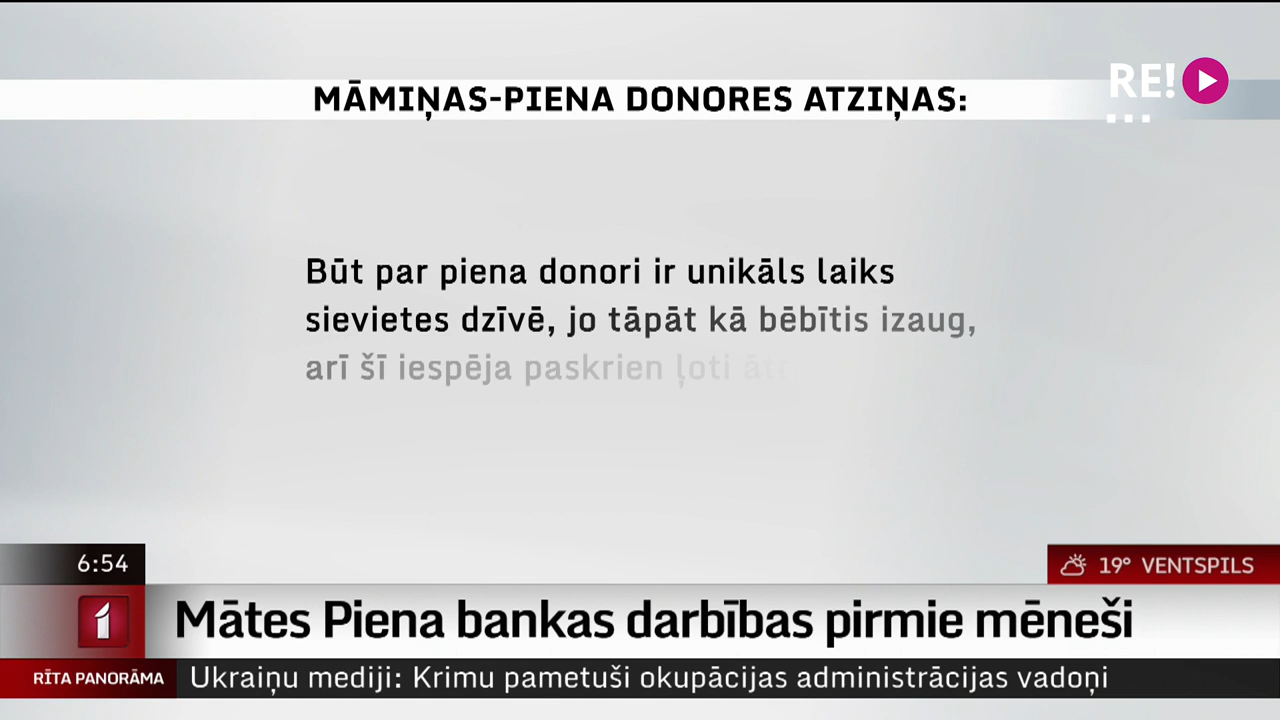 RE!
MĀMIŅAS-PIENA DONORES ATZIŅAS:
Būt par piena donori ir unikāls laiks
sievietes dzīvē, jo tāpāt kā bēbītis izaug,
arī šī iespēja paskrien ļoti
6:54
19° VENTSPILS
1
Mātes Piena bankas darbības pirmie mēneši
RĪTA PANORĀMA
Ukraiņu mediji: Krimu pametuši okupācijas administrācijas vadoņi